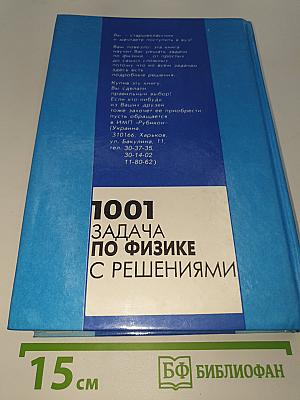 Вы - старшеклассник
и мечтаете поступить в вуз?
Вам повезло: эта книга
научит Вас решать задачи
по физике - от простых
до самых сложных,
потому что ко всем задачам
здесь есть
подробные решения.
Купив эту книгу,
Вы сделали
правильный выбор!
Если кто-нибудь
из Ваших друзей
тоже захочет ее приобрести
пусть обращается
в ИМП «Рубикон»
(Украина,
310166, Харьков,
ул. Бакулина, 11,
тел. 30-37-35,
30-14-02
11-80-62)
1001
ЗАДАЧА
ПО ФИЗИКЕ
С РЕШЕНИЯМИ
15 см
БФ БИБЛИОФАН